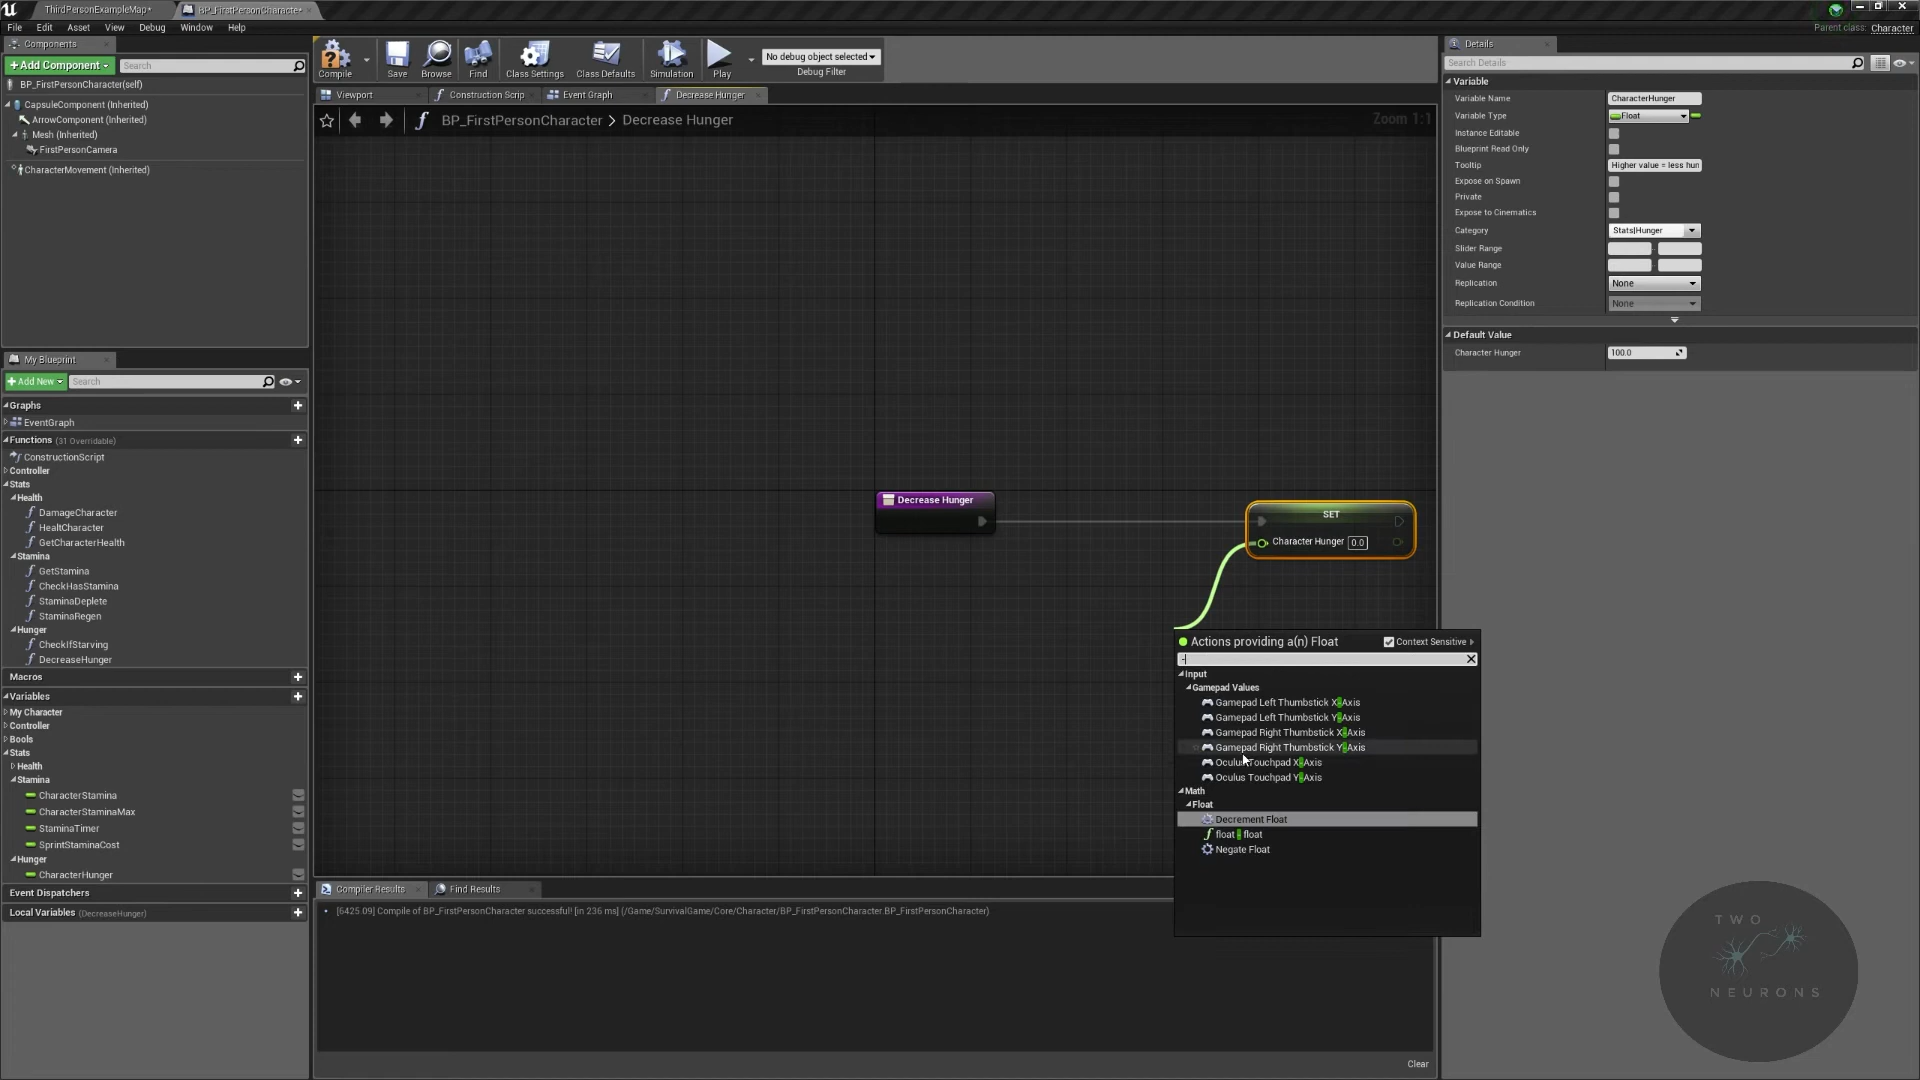 ThirdPersonExampleMap*
BP_FirstPersonCharacte*
File Edit Asset View Debug Window Help
Parent class: Character
Components
+Add Component Search
BP_FirstPersonCharacter(self)
CapsuleComponent (Inherited)
ArrowComponent (Inherited)
Mesh (Inherited)
FirstPersonCamera
CharacterMovement (Inherited)
Compile Save Browse Find Class Settings Class Defaults Simulation Play
No debug object selected
Debug Filter
Viewport Construction Scrip Event Graph Decrease Hunger
BP_FirstPersonCharacter > Decrease Hunger
Zoom 1:1
Decrease Hunger
SET
Character Hunger 0.0
Actions providing a(n) Float Context Sensitive
-
Input
Gamepad Values
Gamepad Left Thumbstick X-Axis
Gamepad Left Thumbstick Y-Axis
Gamepad Right Thumbstick X-Axis
Gamepad Right Thumbstick Y-Axis
Oculus Touchpad X-Axis
Oculus Touchpad Y-Axis
Math
Float
Decrement Float
float - float
Negate Float
My Blueprint
+Add New Search
Graphs
EventGraph
Functions (31 Overridable)
ConstructionScript
Controller
Stats
Health
DamageCharacter
HealtCharacter
GetCharacterHealth
Stamina
GetStamina
CheckHasStamina
StaminaDeplete
StaminaRegen
Hunger
CheckIfStarving
DecreaseHunger
Macros
Variables
My Character
Controller
Bools
Stats
Health
Stamina
CharacterStamina
CharacterStaminaMax
StaminaTimer
SprintStaminaCost
Hunger
CharacterHunger
Event Dispatchers
Local Variables (DecreaseHunger)
Compiler Results Find Results
[6425.09] Compile of BP_FirstPersonCharacter successful! [in 236 ms] (/Game/SurvivalGame/Core/Character/BP_FirstPersonCharacter.BP_FirstPersonCharacter)
Clear
Details
Search Details
Variable
Variable Name CharacterHunger
Variable Type Float
Instance Editable
Blueprint Read Only
Tooltip Higher value = less hun
Expose on Spawn
Private
Expose to Cinematics
Category Stats|Hunger
Slider Range
Value Range
Replication None
Replication Condition None
Default Value
Character Hunger 100.0
TWO
NEURONS